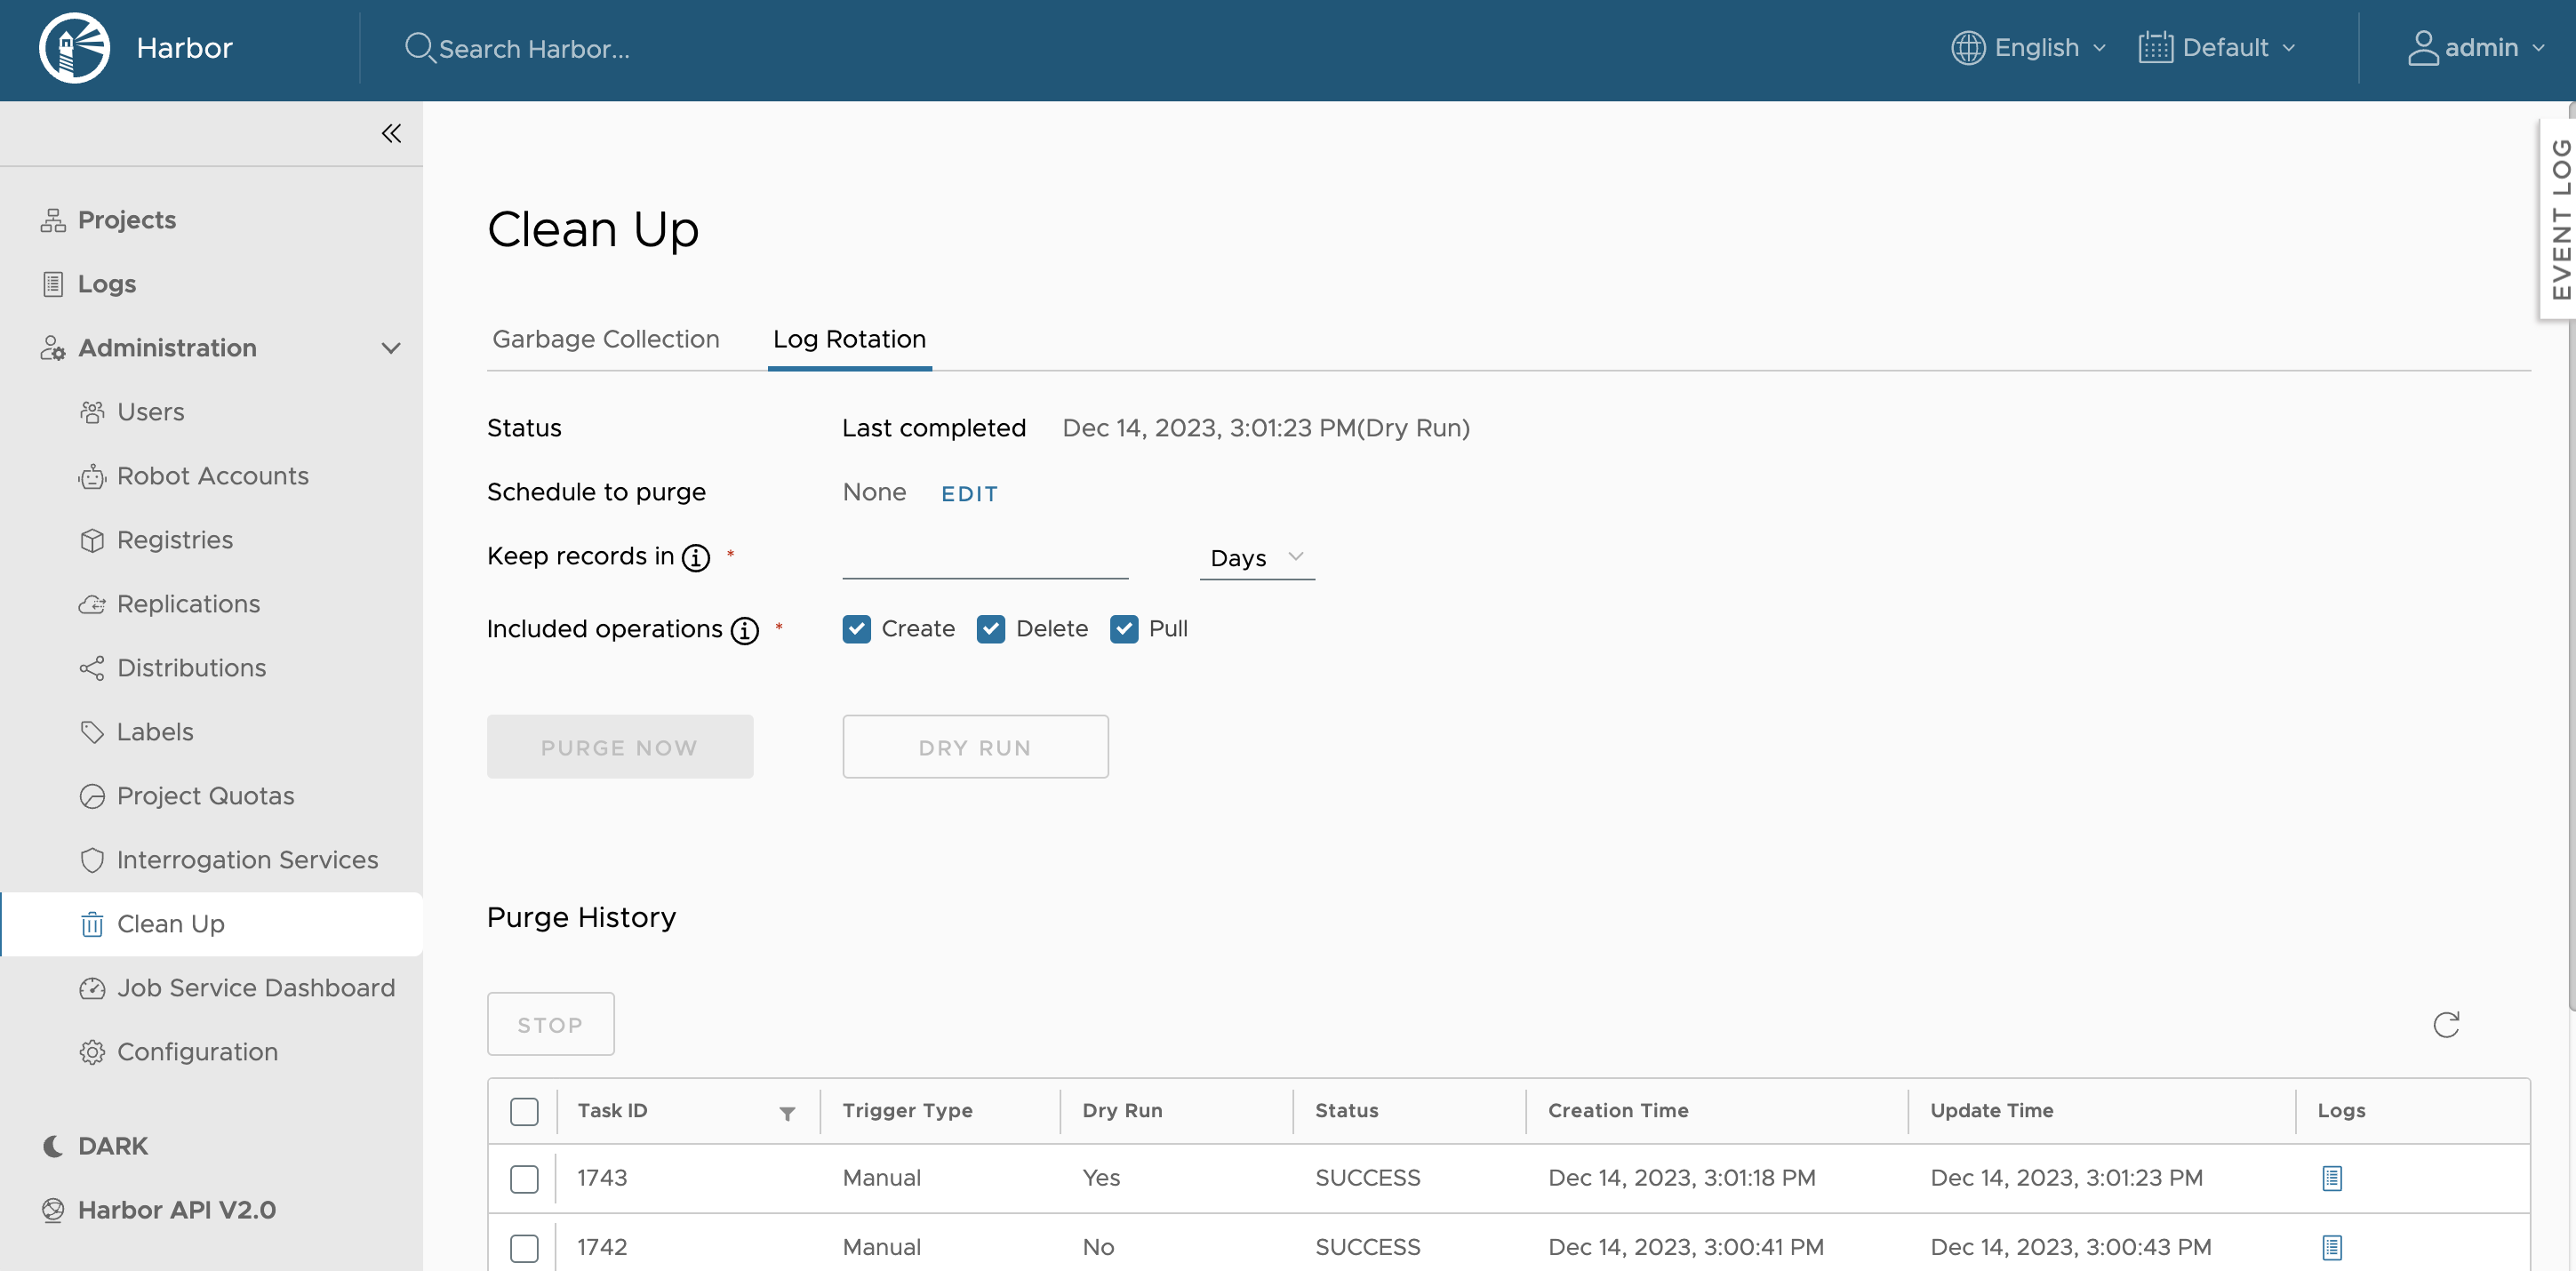 Harbor
Search Harbor...
English
Default
admin
EVENT LOG
Projects
Logs
Administration
Users
Robot Accounts
Registries
Replications
Distributions
Labels
Project Quotas
Interrogation Services
Clean Up
Job Service Dashboard
Configuration
DARK
Harbor API V2.0
Clean Up
Garbage Collection Log Rotation
Status Last completed Dec 14, 2023, 3:01:23 PM(Dry Run)
Schedule to purge None EDIT
Keep records in * Days
Included operations * Create Delete Pull
PURGE NOW DRY RUN
Purge History
STOP
Task ID Trigger Type Dry Run Status Creation Time Update Time Logs
1743 Manual Yes SUCCESS Dec 14, 2023, 3:01:18 PM Dec 14, 2023, 3:01:23 PM
1742 Manual No SUCCESS Dec 14, 2023, 3:00:41 PM Dec 14, 2023, 3:00:43 PM